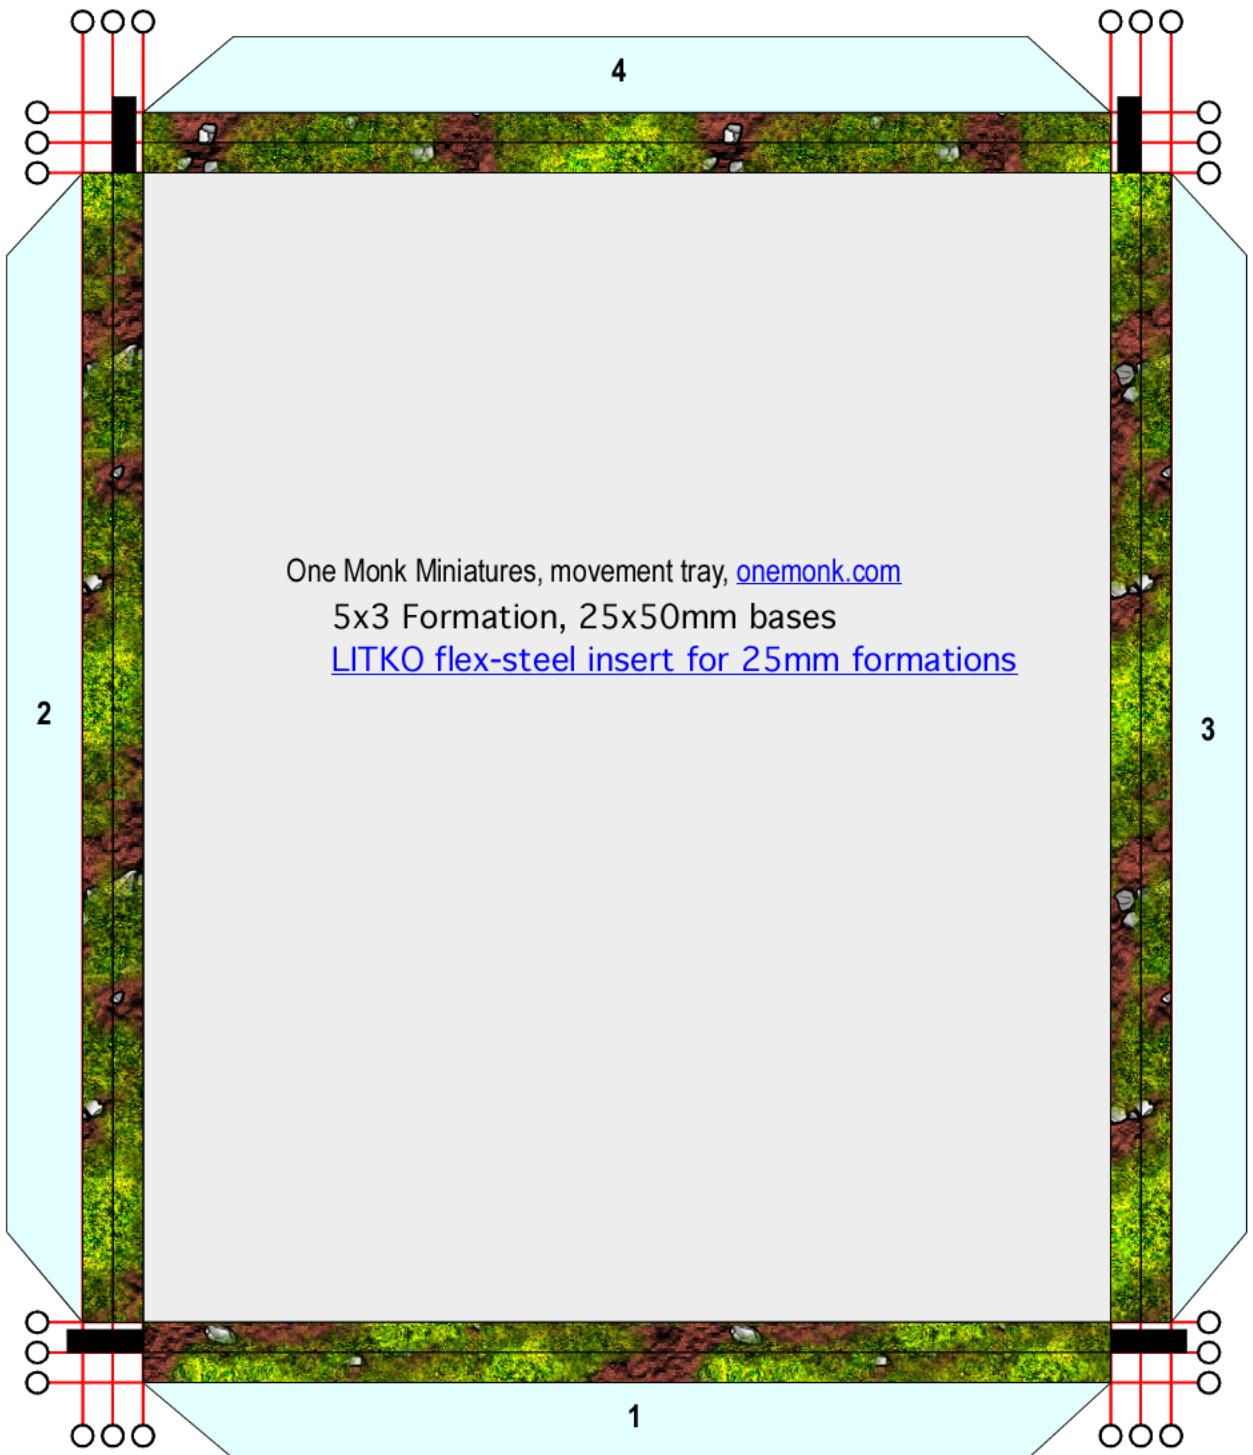 4
One Monk Miniatures, movement tray, onemonk.com
5x3 Formation, 25x50mm bases
LITKO flex-steel insert for 25mm formations
2
3
1